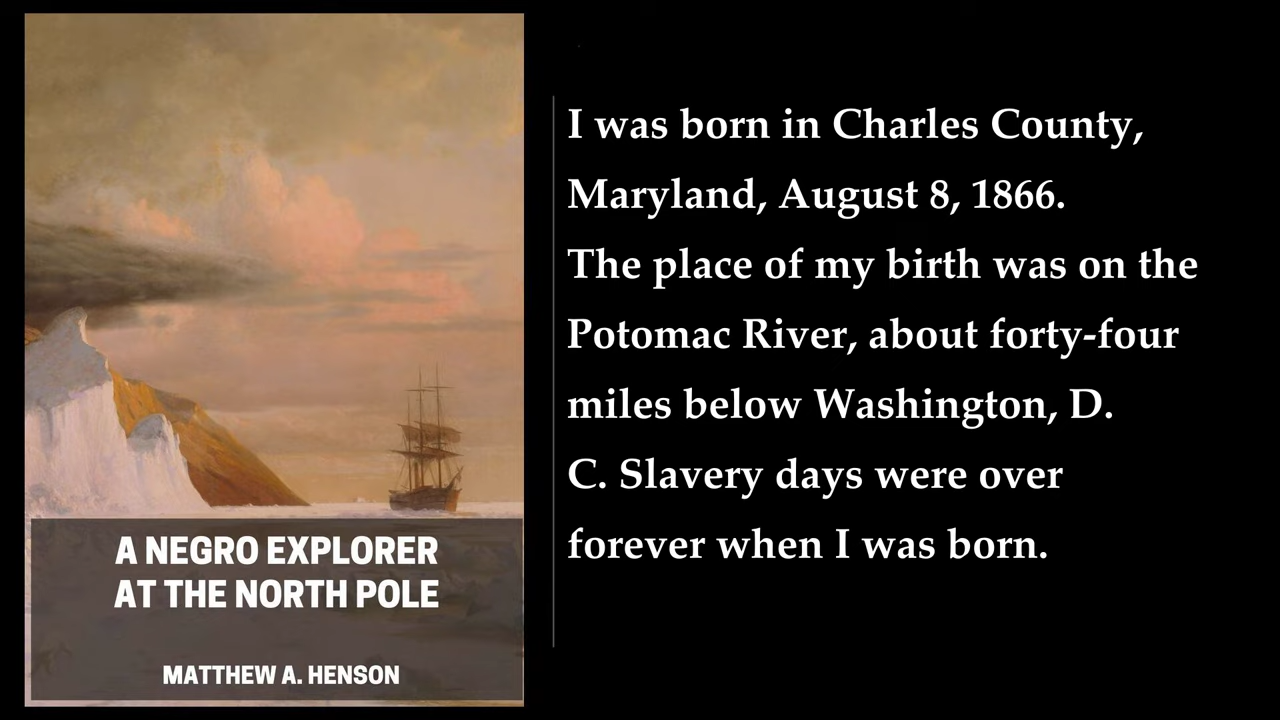 A NEGRO EXPLORER
AT THE NORTH POLE
MATTHEW A. HENSON
I was born in Charles County,
Maryland, August 8, 1866.
The place of my birth was on the
Potomac River, about forty-four
miles below Washington, D.
C. Slavery days were over
forever when I was born.